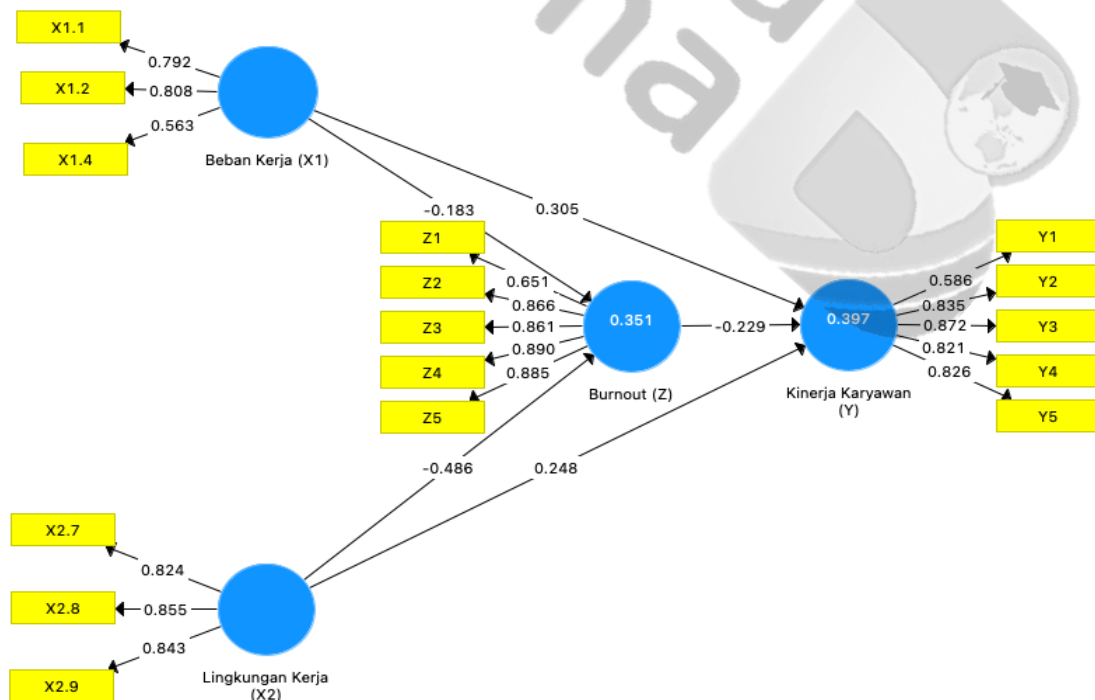 X1.1
0.792
X1.2
0.808
0.563
X1.4
Beban Kerja (X1)
-0.183
0.305
Z1
0.651
Z2
0.866
Z3
0.861
Z4
0.890
0.885
Z5
0.351
Burnout (Z)
-0.229
0.397
Kinerja Karyawan
(Y)
Y1
0.586
Y2
0.835
Y3
0.872
0.821
Y4
0.826
Y5
-0.486
0.248
X2.7
0.824
X2.8
0.855
0.843
X2.9
Lingkungan Kerja
(X2)
na